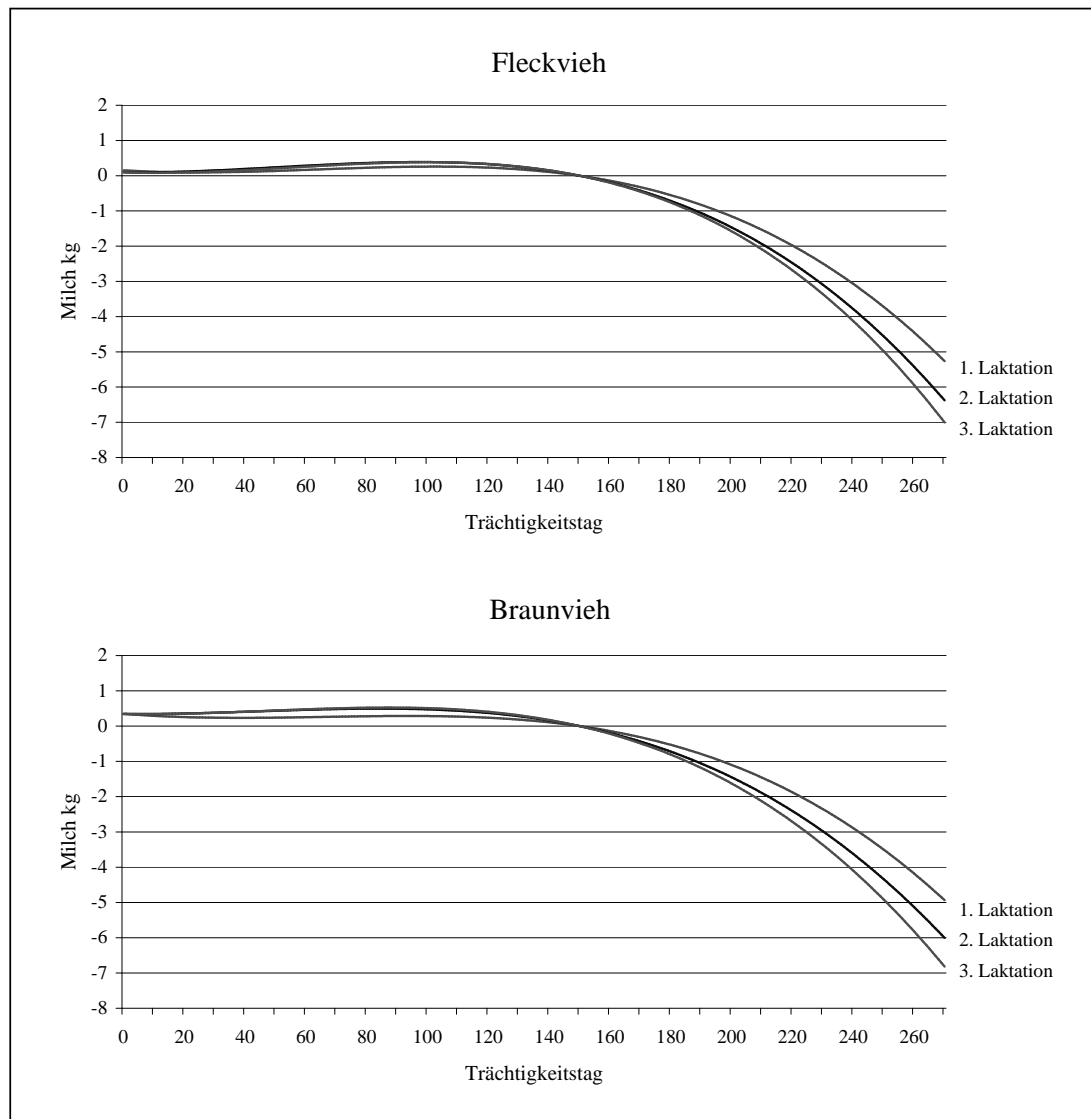 Fleckvieh
2
1
0
-1
-2
-3
-4
-5
-6
-7
-8
Milch kg
1. Laktation
2. Laktation
3. Laktation
0 20 40 60 80 100 120 140 160 180 200 220 240 260
Trächtigkeitstag
Braunvieh
2
1
0
-1
-2
-3
-4
-5
-6
-7
-8
Milch kg
1. Laktation
2. Laktation
3. Laktation
0 20 40 60 80 100 120 140 160 180 200 220 240 260
Trächtigkeitstag